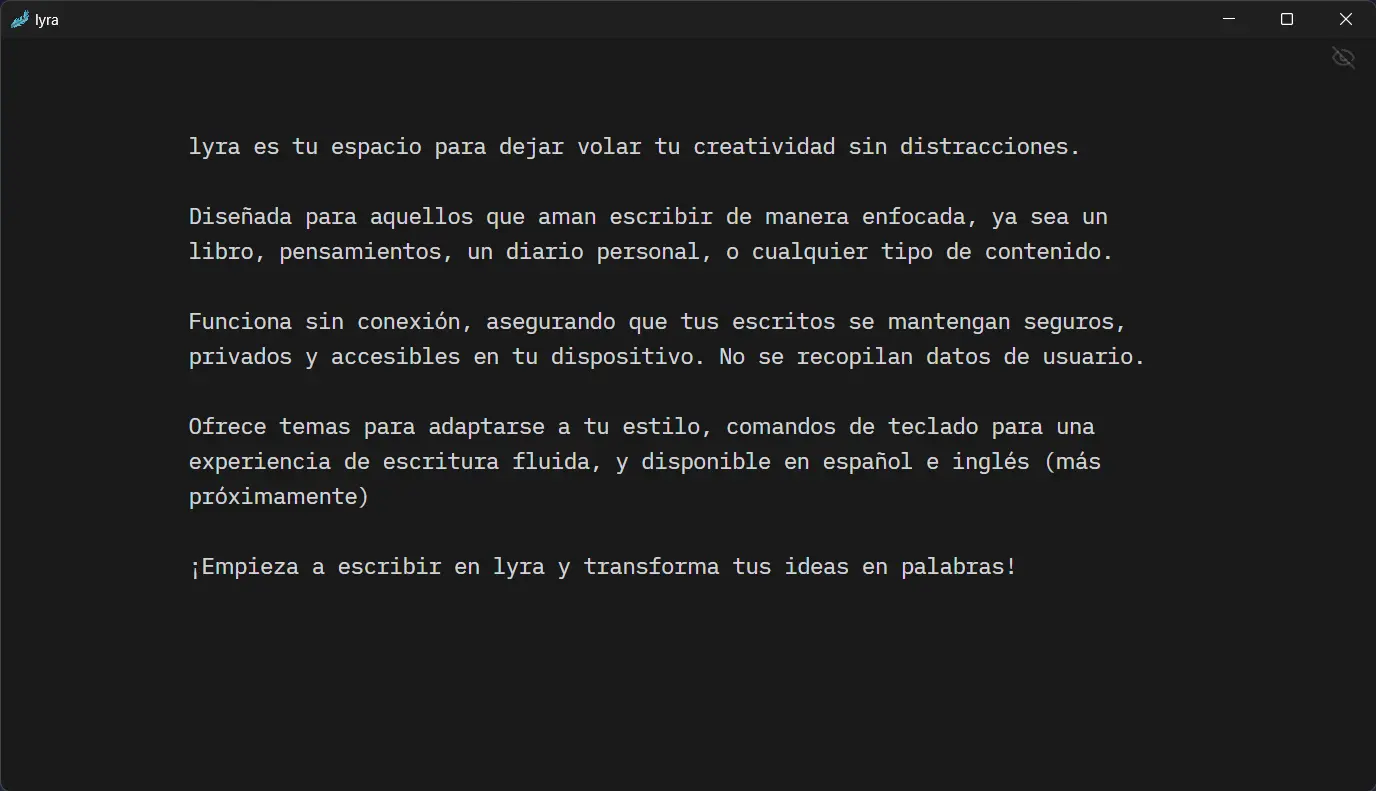 lyra
lyra es tu espacio para dejar volar tu creatividad sin distracciones.
Diseñada para aquellos que aman escribir de manera enfocada, ya sea un
libro, pensamientos, un diario personal, o cualquier tipo de contenido.
Funciona sin conexión, asegurando que tus escritos se mantengan seguros,
privados y accesibles en tu dispositivo. No se recopilan datos de usuario.
Ofrece temas para adaptarse a tu estilo, comandos de teclado para una
experiencia de escritura fluida, y disponible en español e inglés (más
próximamente)
¡Empieza a escribir en lyra y transforma tus ideas en palabras!